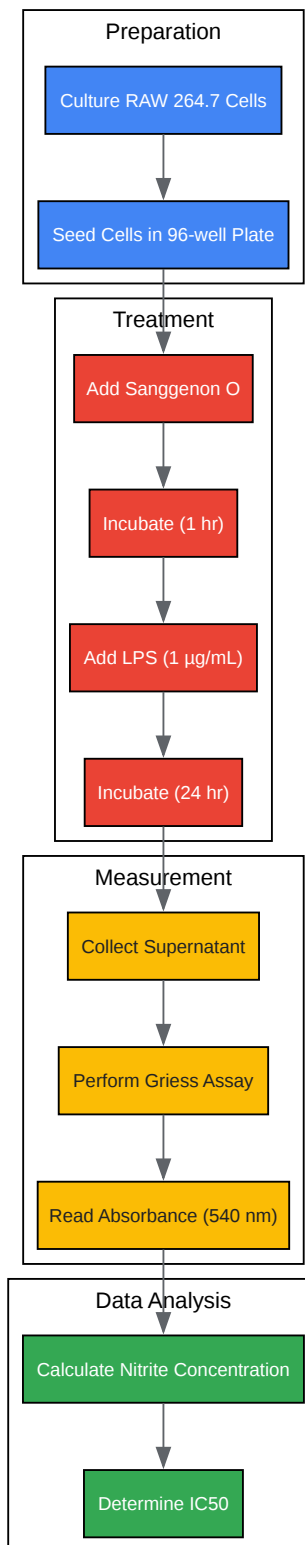 Preparation
Culture RAW 264.7 Cells
Seed Cells in 96-well Plate
Treatment
Add Sanggenon O
Incubate (1 hr)
Add LPS (1 µg/mL)
Incubate (24 hr)
Measurement
Collect Supernatant
Perform Griess Assay
Read Absorbance (540 nm)
Data Analysis
Calculate Nitrite Concentration
Determine IC50